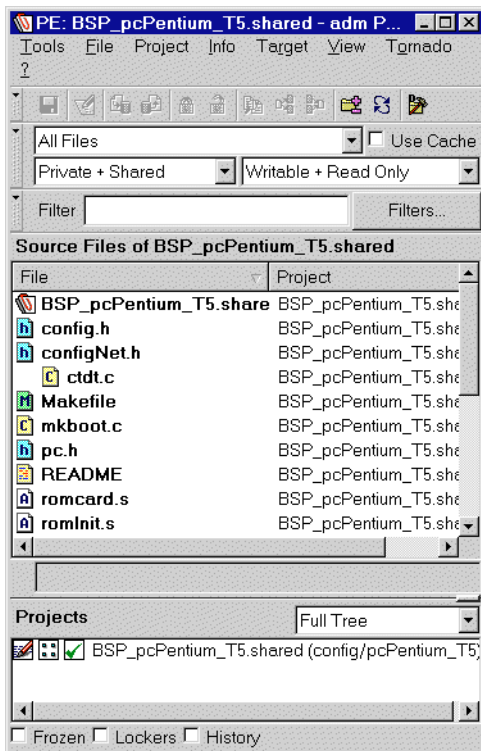 PE: BSP_pcPentium_T5.shared - adm P...
Tools File Project Info Target View Tornado
?
All Files Use Cache
Private + Shared Writable + Read Only
Filter Filters...
Source Files of BSP_pcPentium_T5.shared
File Project
BSP_pcPentium_T5.share BSP_pcPentium_T5.sha
config.h BSP_pcPentium_T5.sha
configNet.h BSP_pcPentium_T5.sha
ctdt.c BSP_pcPentium_T5.sha
Makefile BSP_pcPentium_T5.sha
mkboot.c BSP_pcPentium_T5.sha
pc.h BSP_pcPentium_T5.sha
README BSP_pcPentium_T5.sha
romcard.s BSP_pcPentium_T5.sha
romInit.s BSP_pcPentium_T5.sha
Projects Full Tree
BSP_pcPentium_T5.shared (config/pcPentium_T5)
Frozen Lockers History